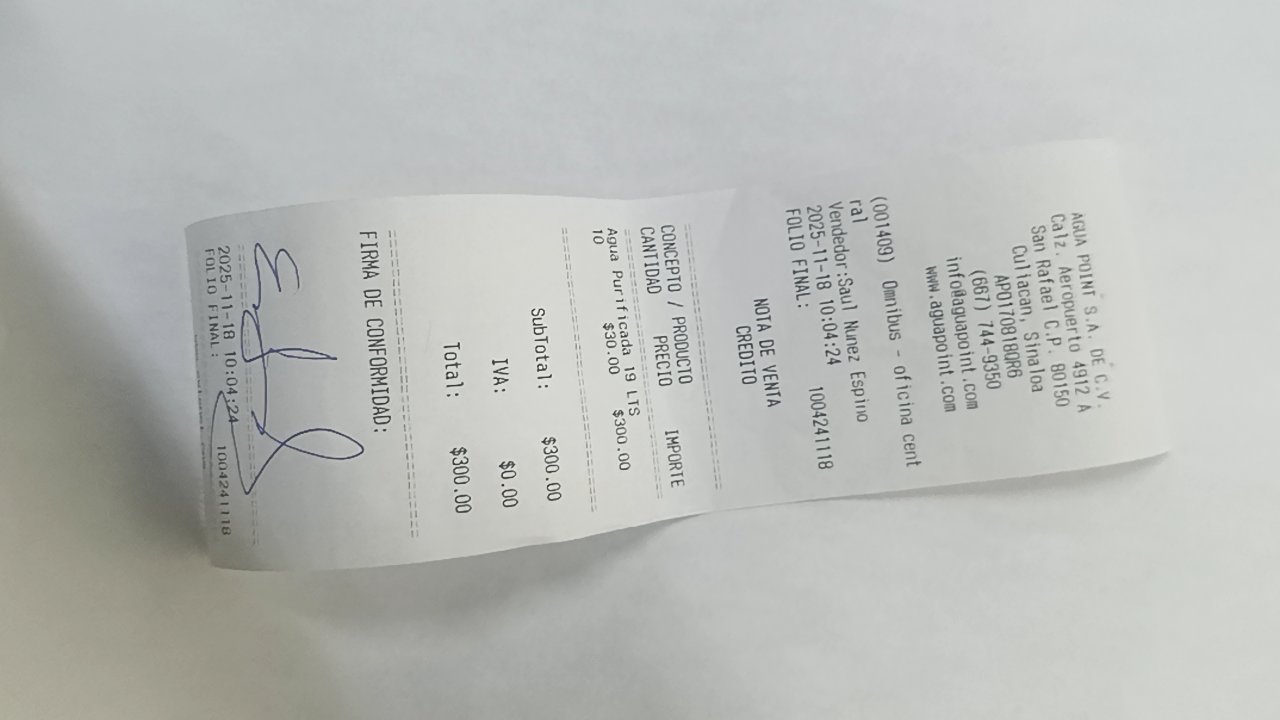 AGUA POINT S.A. DE C.V.
Calz. Aeropuerto 4912 A
San Rafael C.P. 80150
Culiacan, Sinaloa
APO170818QR6
(667) 744-9350
info@aguapoint.com
www.aguapoint.com
(001409) Omnibus - oficina cent
ral
Vendedor:Saul Nunez Espino
2025-11-18 10:04:24
FOLIO FINAL: 1004241118
NOTA DE VENTA
CREDITO
CONCEPTO / PRODUCTO
CANTIDAD PRECIO IMPORTE
Agua Purificada 19 LTS
10 $30.00 $300.00
SubTotal: $300.00
IVA: $0.00
Total: $300.00
FIRMA DE CONFORMIDAD:
2025-11-18 10:04:24
FOLIO FINAL: 1004241118